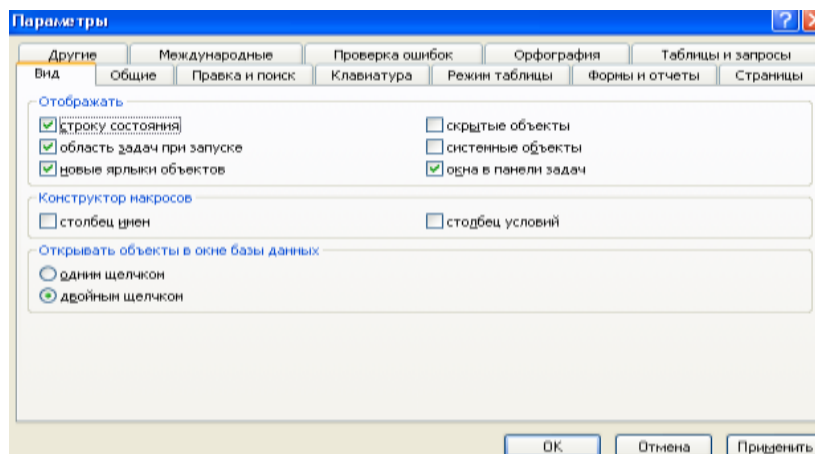 Параметры
Другие Международные Проверка ошибок Орфография Таблицы и запросы
Вид Общие Правка и поиск Клавиатура Режим таблицы Формы и отчеты Страницы
Отображать
строку состояния скрытые объекты
область задач при запуске системные объекты
новые ярлыки объектов окна в панели задач
Конструктор макросов
столбец имен столбец условий
Открывать объекты в окне базы данных
одним щелчком
двойным щелчком
OK Отмена Применить